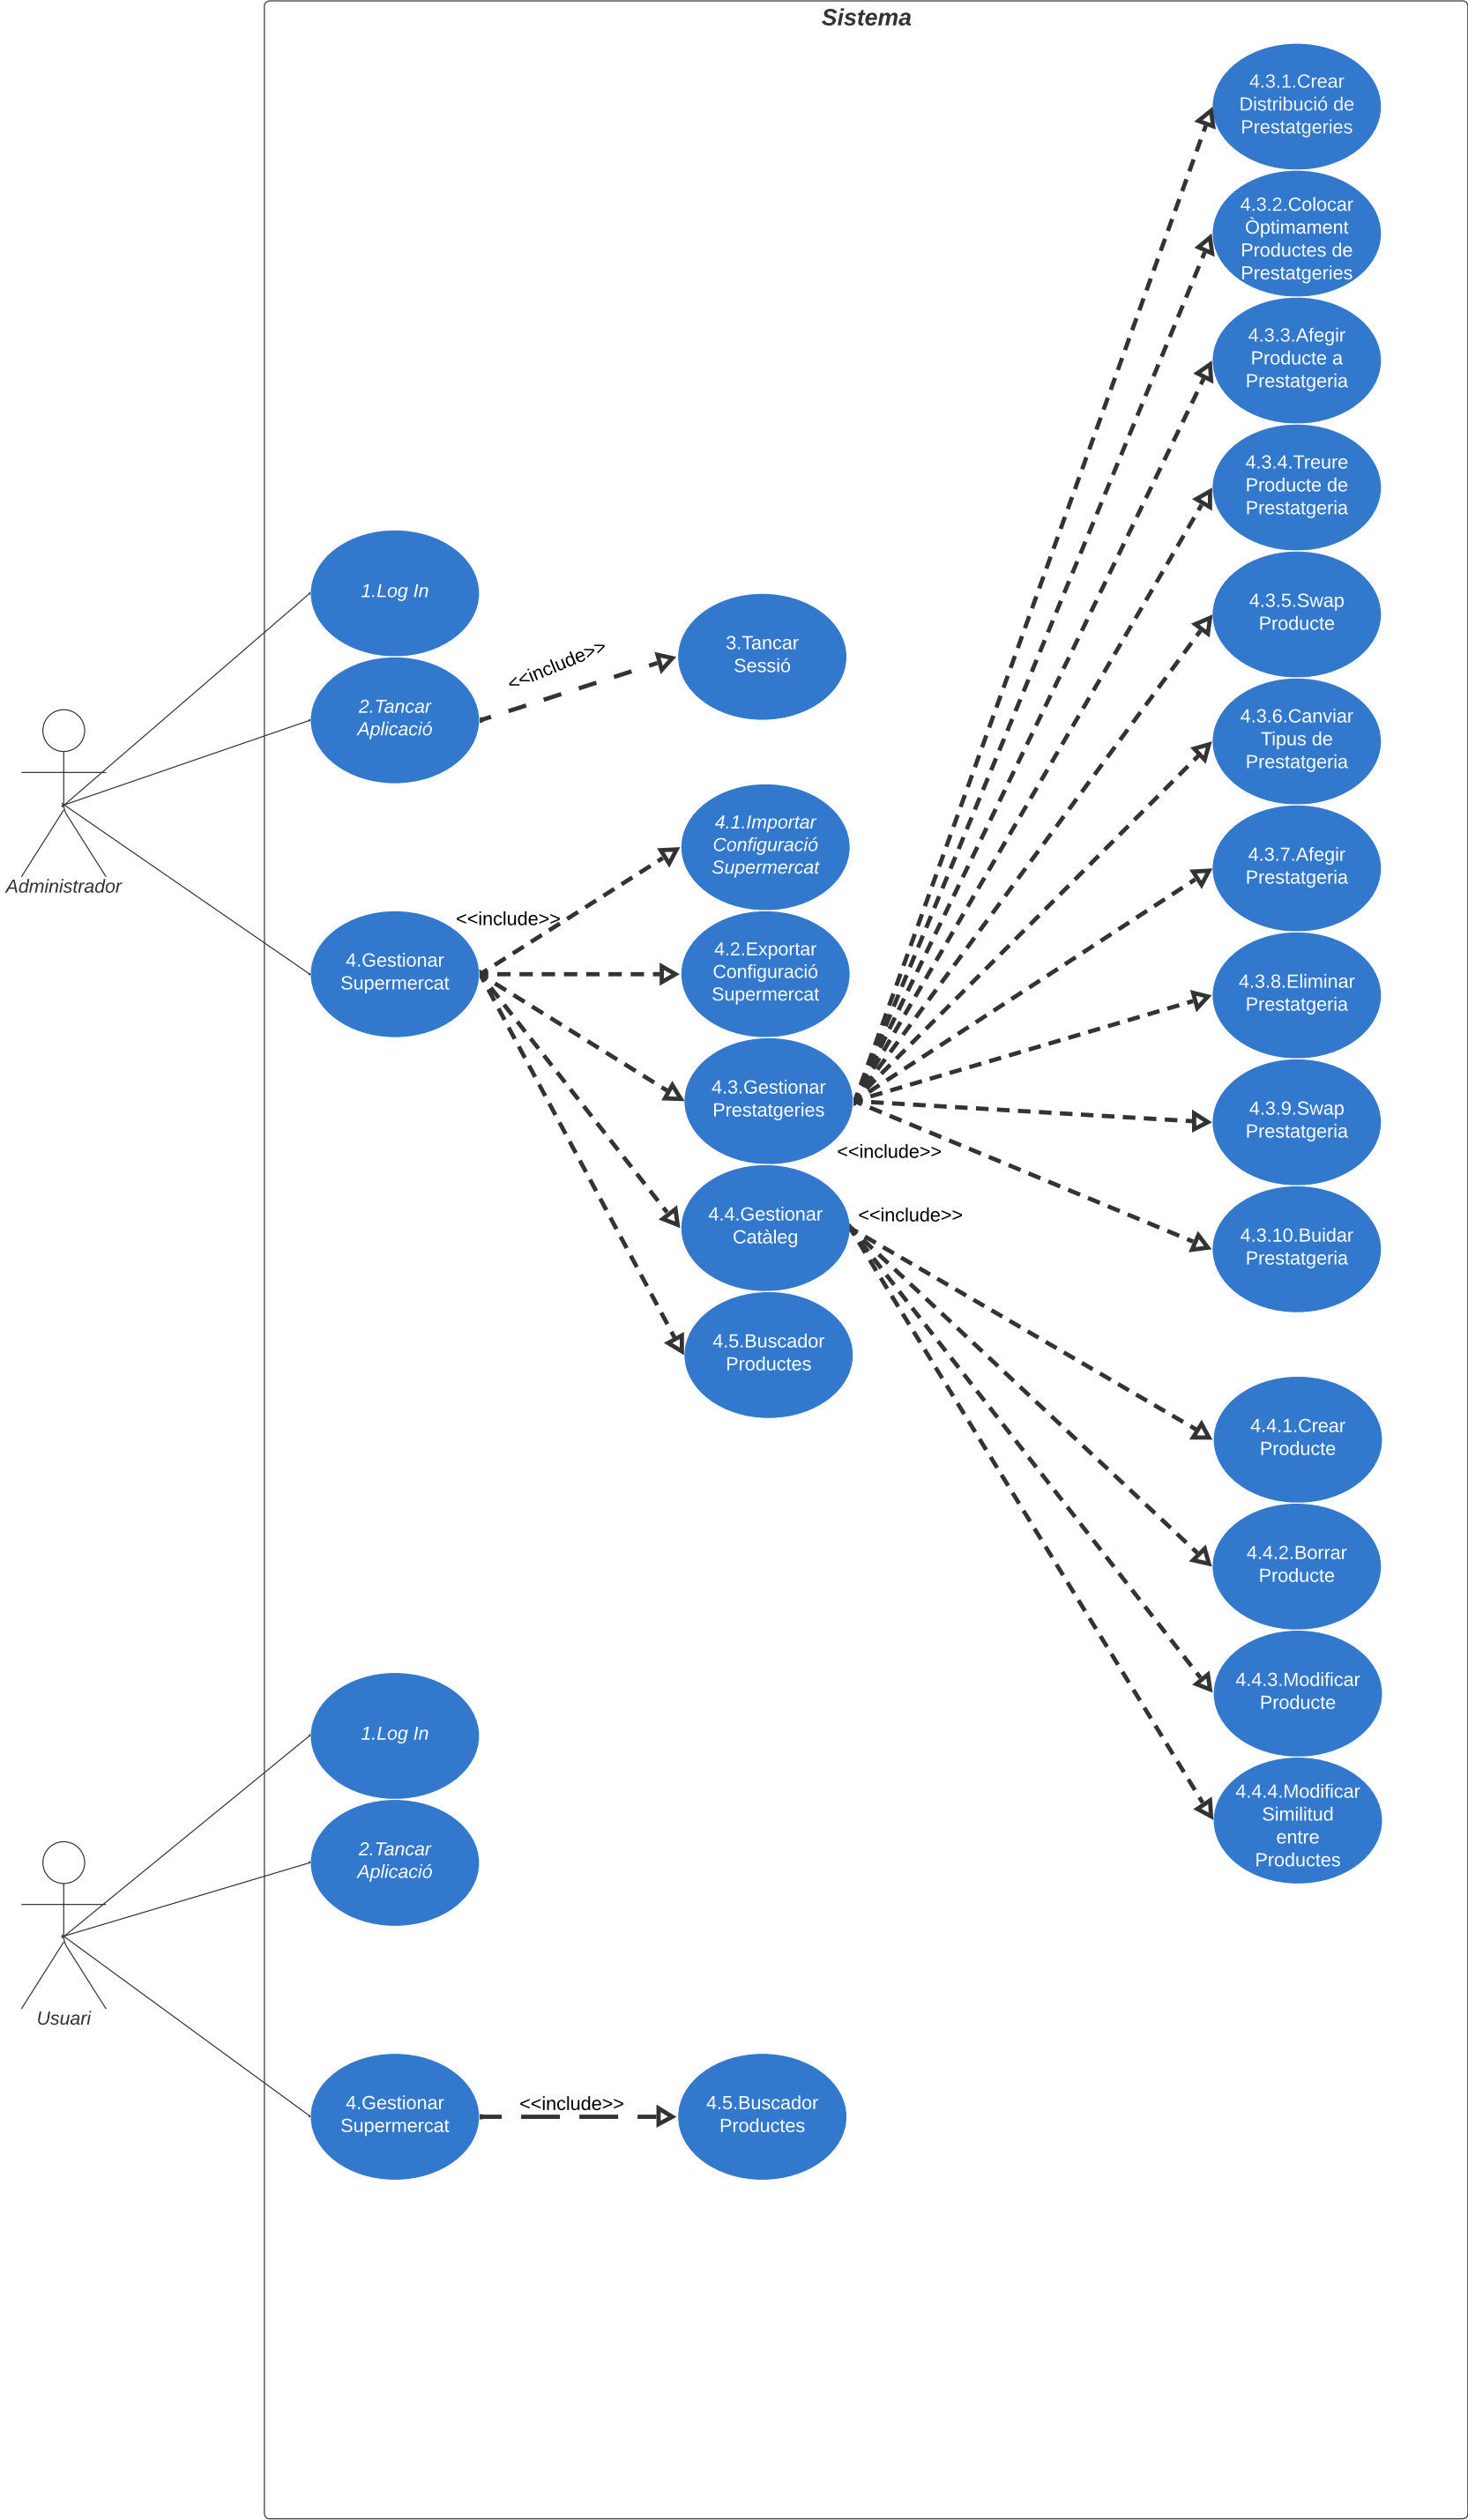 Sistema
4.3.1.Crear
Distribució de
Prestatgeries
4.3.2.Colocar
Òptimament
Productes de
Prestatgeries
4.3.3.Afegir
Producte a
Prestatgeria
4.3.4.Treure
Producte de
Prestatgeria
4.3.5.Swap
Producte
4.3.6.Canviar
Tipus de
Prestatgeria
4.3.7.Afegir
Prestatgeria
4.3.8.Eliminar
Prestatgeria
4.3.9.Swap
Prestatgeria
4.3.10.Buidar
Prestatgeria
1.Log In
2.Tancar
Aplicació
<<include>>
3.Tancar
Sessió
Administrador
4.Gestionar
Supermercat
<<include>>
4.1.Importar
Configuració
Supermercat
4.2.Exportar
Configuració
Supermercat
4.3.Gestionar
Prestatgeries
<<include>>
4.4.Gestionar
Catàleg
<<include>>
4.5.Buscador
Productes
4.4.1.Crear
Producte
4.4.2.Borrar
Producte
4.4.3.Modificar
Producte
4.4.4.Modificar
Similitud
entre
Productes
1.Log In
2.Tancar
Aplicació
Usuari
4.Gestionar
Supermercat
<<include>>
4.5.Buscador
Productes